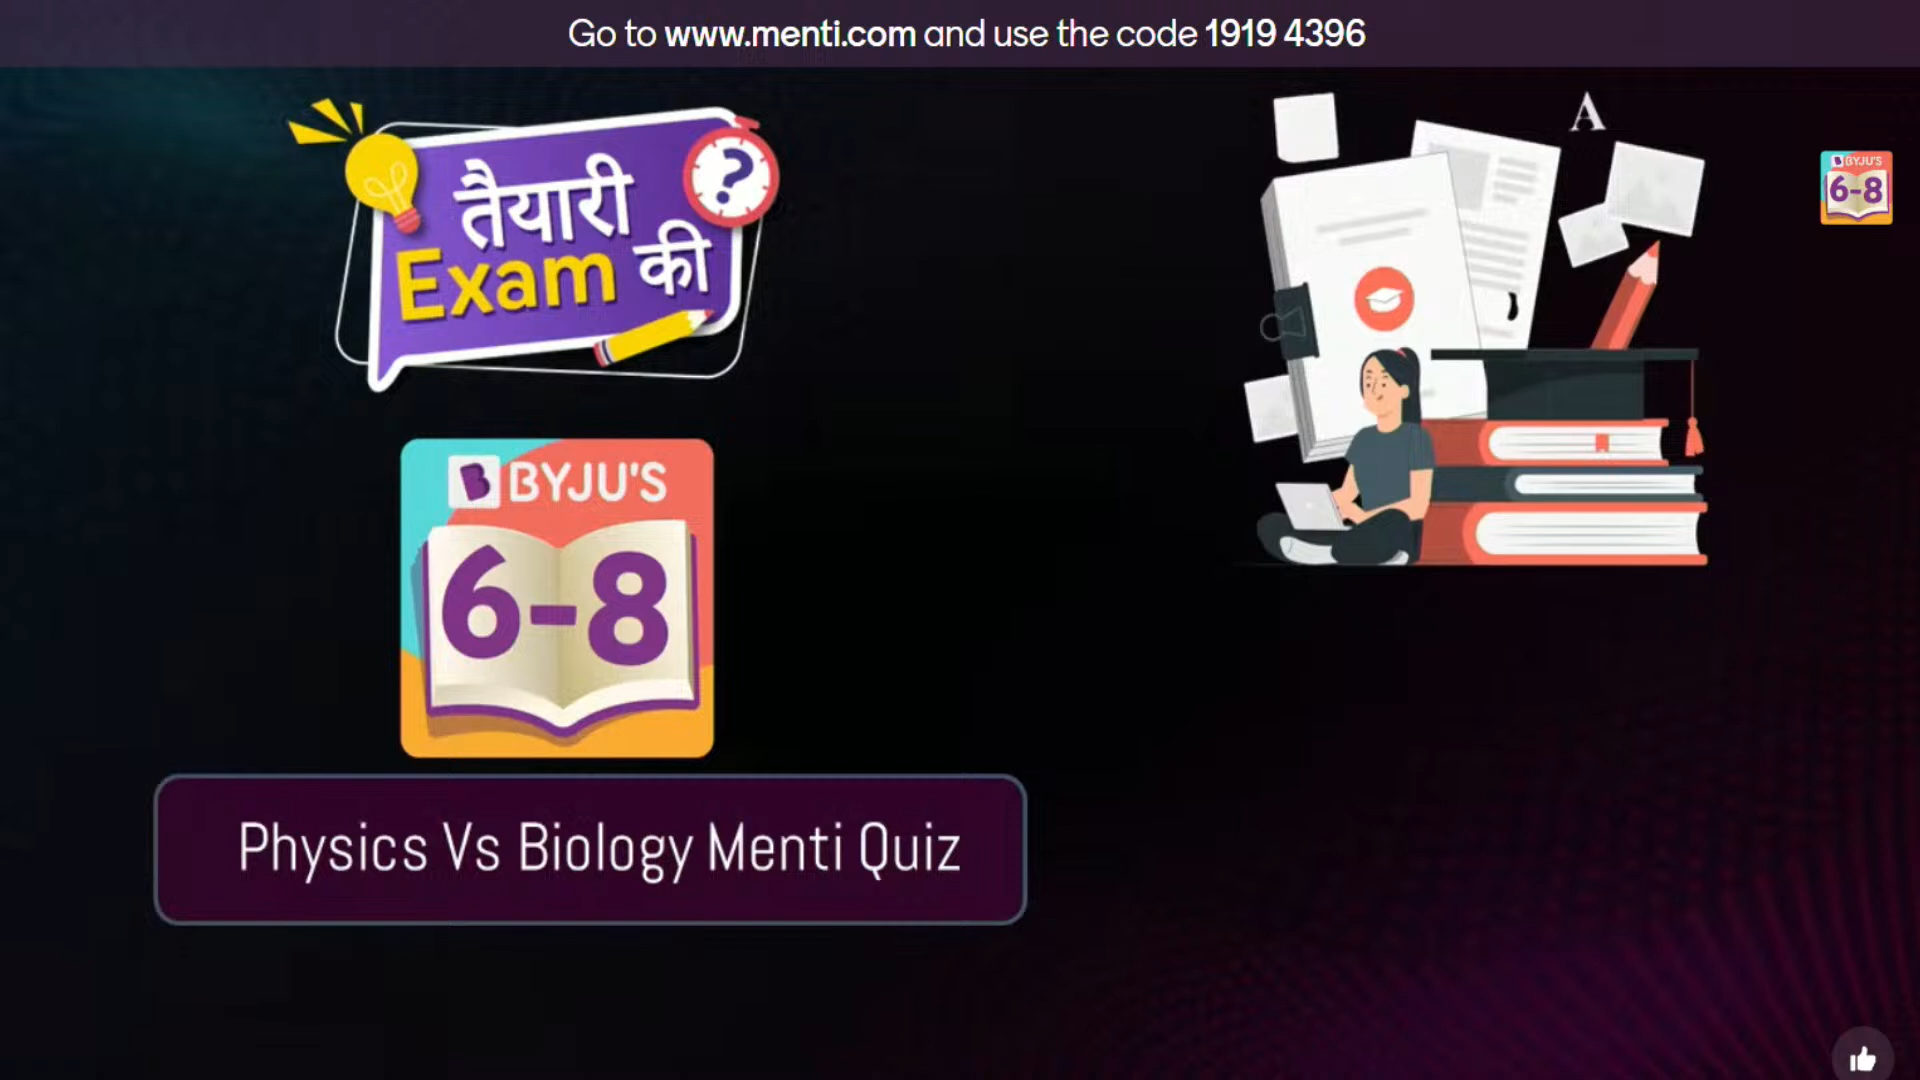 Go to www.menti.com and use the code 1919 4396
तैयारी
Exam की
?
A
BYJU'S
6-8
BYJU'S
6-8
Physics Vs Biology Menti Quiz